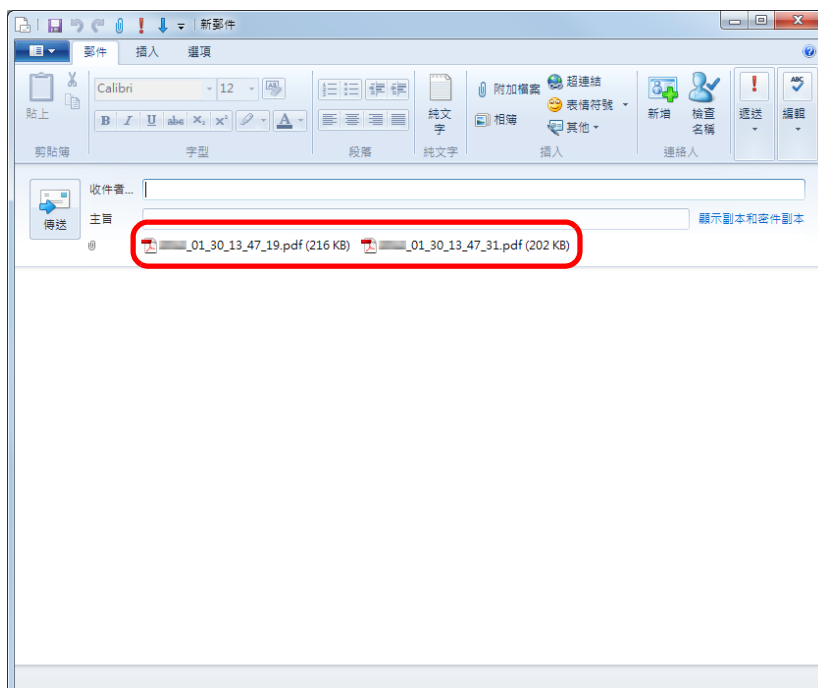 新郵件
郵件 插入 選項
貼上
剪貼簿
Calibri 12
B I U abc X₂ X² A
字型
段落
純文字
純文字
附加檔案
相簿
超連結
表情符號
其他
插入
新增
檢查名稱
連絡人
遞送
ABC
編輯
傳送
收件者...
主旨
顯示副本和密件副本
_01_30_13_47_19.pdf (216 KB) _01_30_13_47_31.pdf (202 KB)